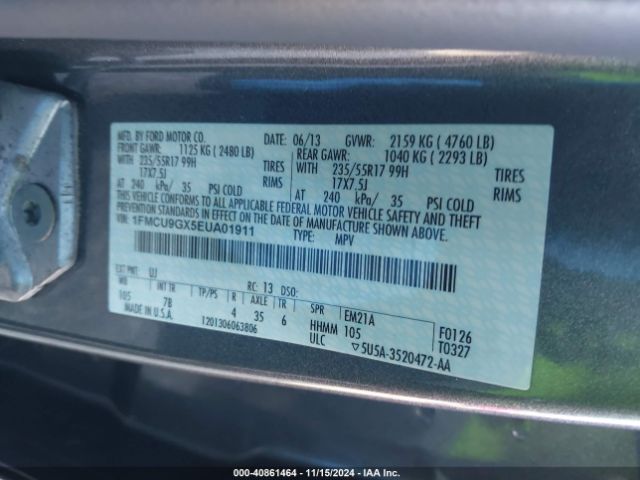 MFD. BY FORD MOTOR CO. 06/13 GVWR: 2159 KG ( 4760 LB)
FRONT GAWR: 1125 KG ( 2480 LB) REAR GAWR: 1040 KG ( 2293 LB)
WITH 235/55R17 99H TIRES WITH 235/55R17 99H TIRES
17X7.5J RIMS 17X7.5J RIMS
AT 240 kPa/ 35 PSI COLD AT 240 kPa/ 35 PSI COLD
THIS VEHICLE CONFORMS TO ALL APPLICABLE FEDERAL MOTOR VEHICLE SAFETY AND THEFT
PREVENTION STANDARDS IN EFFECT ON THE DATE OF MANUFACTURE SHOWN ABOVE.
1FMCU9GX5EUA01911 TYPE: MPV
EXT PNT: UJ RC: 13 DSO:
WB INT TR TP/PS R AXLE TR SPR EM21A F0126
105 7B 4 35 6 HHMM 105 T0327
MADE IN U.S.A. 1201306063806 ULC ▽5U5A-3520472-AA
000-40861464 - 11/15/2024 - IAA Inc.